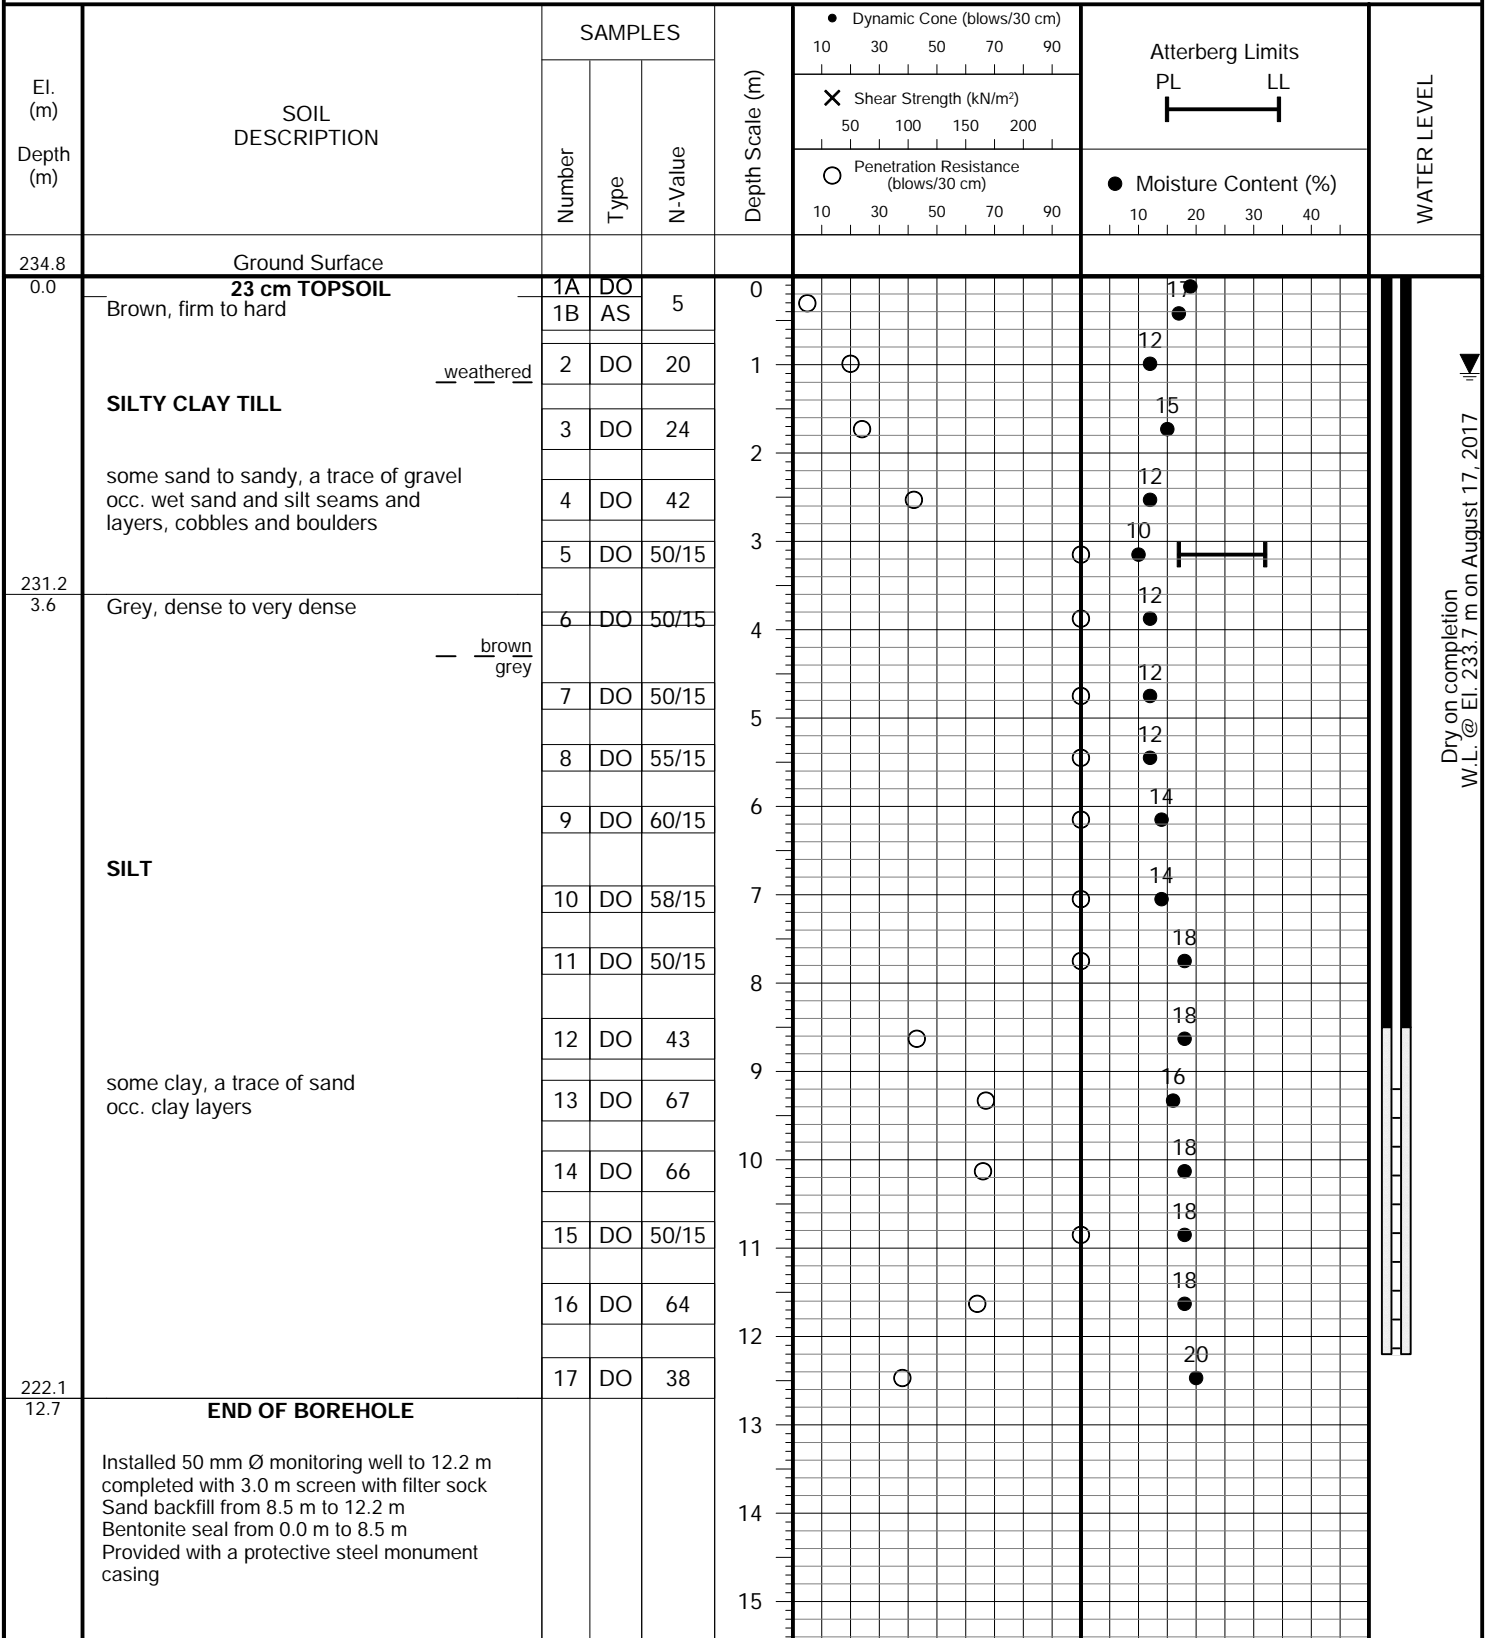 El.
(m)
Depth
(m)
SOIL
DESCRIPTION
SAMPLES
Number
Type
N-Value
Depth Scale (m)
● Dynamic Cone (blows/30 cm)
10 30 50 70 90
X Shear Strength (kN/m²)
50 100 150 200
○ Penetration Resistance
(blows/30 cm)
10 30 50 70 90
Atterberg Limits
PL LL
● Moisture Content (%)
10 20 30 40
WATER LEVEL
234.8 Ground Surface
0.0 23 cm TOPSOIL 1A DO 5 0
Brown, firm to hard 1B AS 17
weathered 2 DO 20 1 12
SILTY CLAY TILL
3 DO 24 15
2
some sand to sandy, a trace of gravel
occ. wet sand and silt seams and
layers, cobbles and boulders
4 DO 42 12
3
5 DO 50/15 10
231.2
3.6 Grey, dense to very dense
6 DO 50/15 4 12
brown
grey
7 DO 50/15 12
5
8 DO 55/15 12
6
9 DO 60/15 14
SILT
10 DO 58/15 7 14
11 DO 50/15 18
8
12 DO 43 18
9
some clay, a trace of sand
occ. clay layers
13 DO 67 16
10
14 DO 66 18
15 DO 50/15 18
11
16 DO 64 18
12
17 DO 38 20
222.1
12.7 END OF BOREHOLE
13
Installed 50 mm Ø monitoring well to 12.2 m
completed with 3.0 m screen with filter sock
Sand backfill from 8.5 m to 12.2 m
Bentonite seal from 0.0 m to 8.5 m
Provided with a protective steel monument
casing
14
15
Dry on completion
W.L. @ El. 233.7 m on August 17, 2017